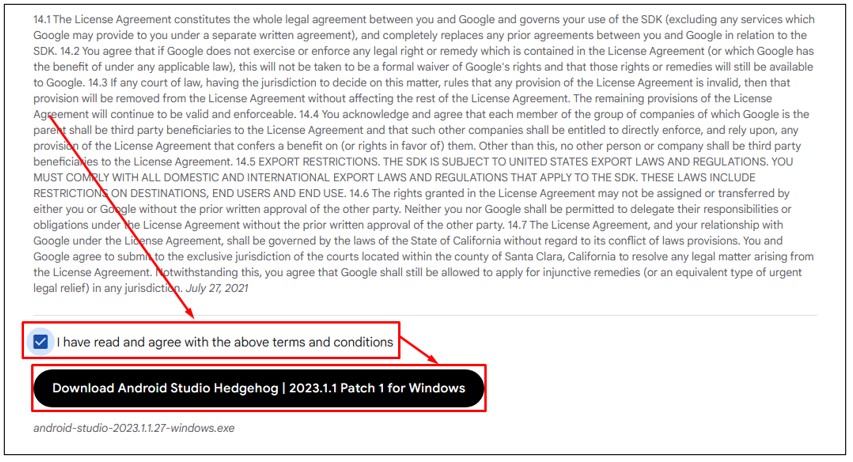 14.1 The License Agreement constitutes the whole legal agreement between you and Google and governs your use of the SDK (excluding any services which
Google may provide to you under a separate written agreement), and completely replaces any prior agreements between you and Google in relation to the
SDK. 14.2 You agree that if Google does not exercise or enforce any legal right or remedy which is contained in the License Agreement (or which Google has
the benefit of under any applicable law), this will not be taken to be a formal waiver of Google's rights and that those rights or remedies will still be available
to Google. 14.3 If any court of law, having the jurisdiction to decide on this matter, rules that any provision of the License Agreement is invalid, then that
provision will be removed from the License Agreement without affecting the rest of the License Agreement. The remaining provisions of the License
Agreement will continue to be valid and enforceable. 14.4 You acknowledge and agree that each member of the group of companies of which Google is the
parent shall be third party beneficiaries to the License Agreement and that such other companies shall be entitled to directly enforce, and rely upon, any
provision of the License Agreement that confers a benefit on (or rights in favor of) them. Other than this, no other person or company shall be third party
beneficiaries to the License Agreement. 14.5 EXPORT RESTRICTIONS. THE SDK IS SUBJECT TO UNITED STATES EXPORT LAWS AND REGULATIONS. YOU
MUST COMPLY WITH ALL DOMESTIC AND INTERNATIONAL EXPORT LAWS AND REGULATIONS THAT APPLY TO THE SDK. THESE LAWS INCLUDE
RESTRICTIONS ON DESTINATIONS, END USERS AND END USE. 14.6 The rights granted in the License Agreement may not be assigned or transferred by
either you or Google without the prior written approval of the other party. Neither you nor Google shall be permitted to delegate their responsibilities or
obligations under the License Agreement without the prior written approval of the other party. 14.7 The License Agreement, and your relationship with
Google under the License Agreement, shall be governed by the laws of the State of California without regard to its conflict of laws provisions. You and
Google agree to submit to the exclusive jurisdiction of the courts located within the county of Santa Clara, California to resolve any legal matter arising from
the License Agreement. Notwithstanding this, you agree that Google shall still be allowed to apply for injunctive remedies (or an equivalent type of urgent
legal relief) in any jurisdiction. July 27, 2021
I have read and agree with the above terms and conditions
Download Android Studio Hedgehog | 2023.1.1 Patch 1 for Windows
android-studio-2023.1.1.27-windows.exe